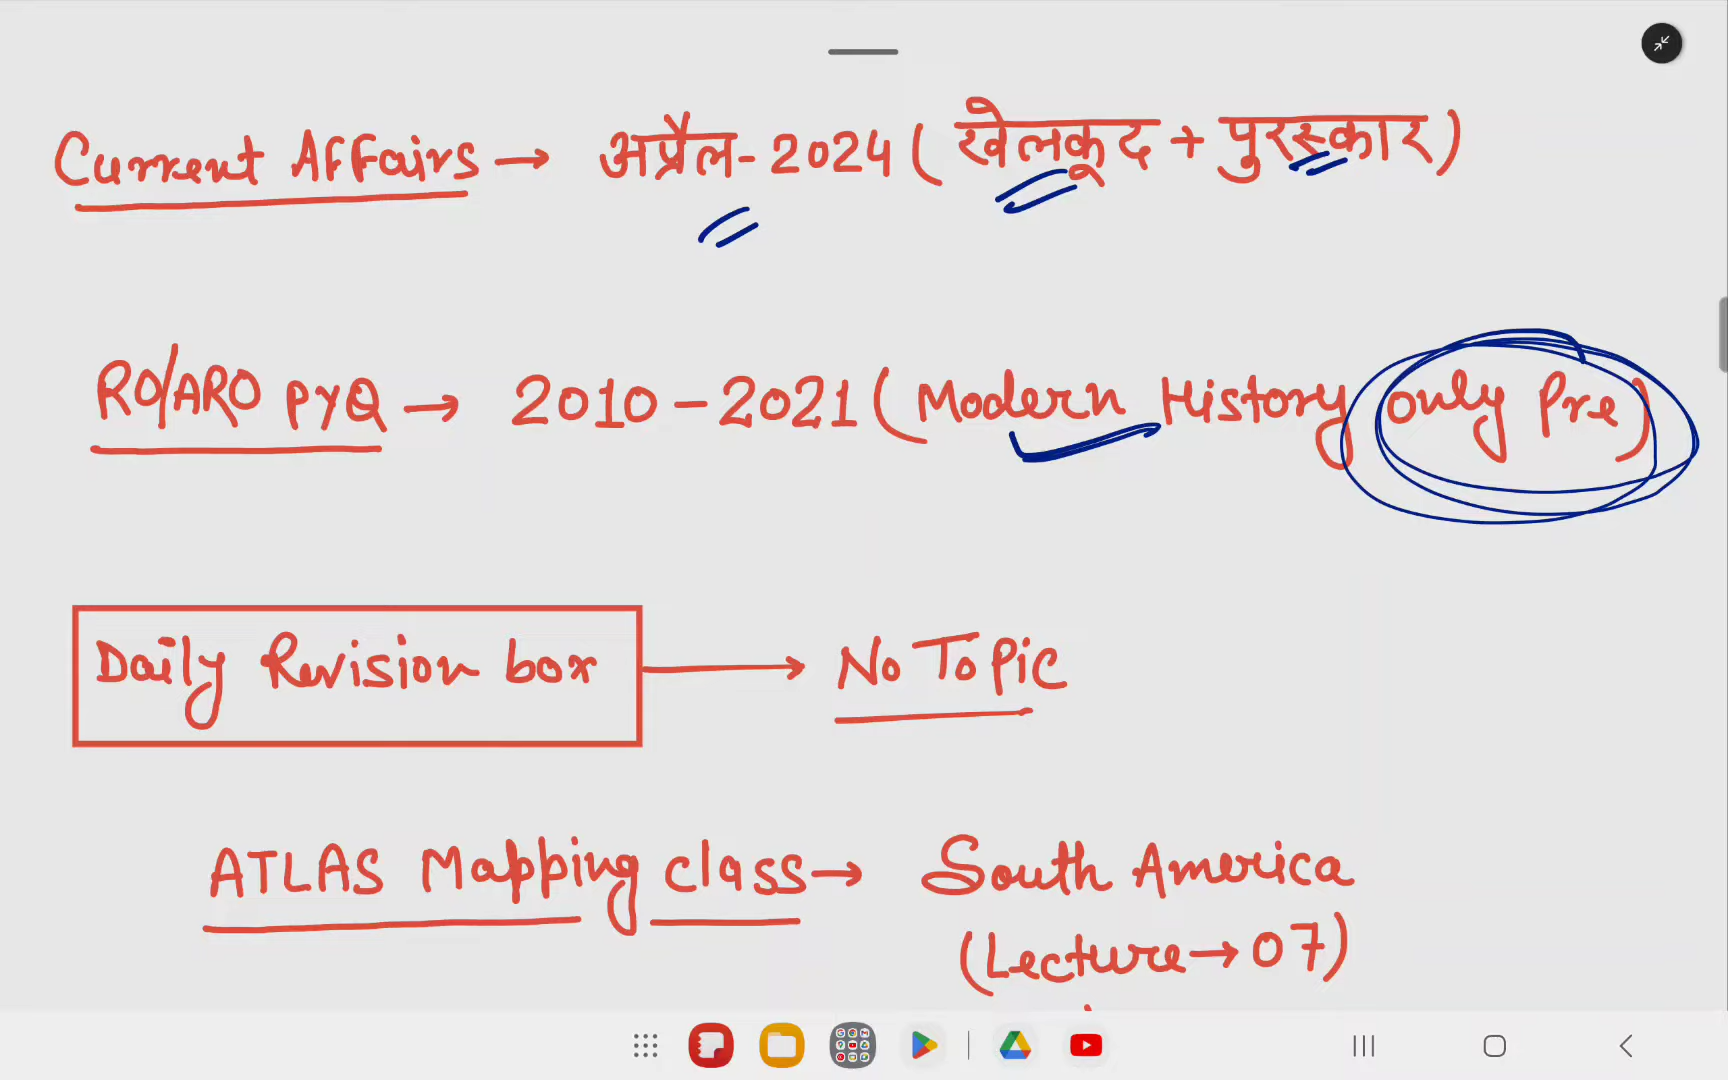 Current Affairs → अप्रैल - 2024 ( खेलकूद + पुरस्कार )
RO/ARO PYQ → 2010 - 2021 ( Modern History only Pre )
Daily Revision box → No Topic
ATLAS Mapping class → South America
(Lecture → 07)